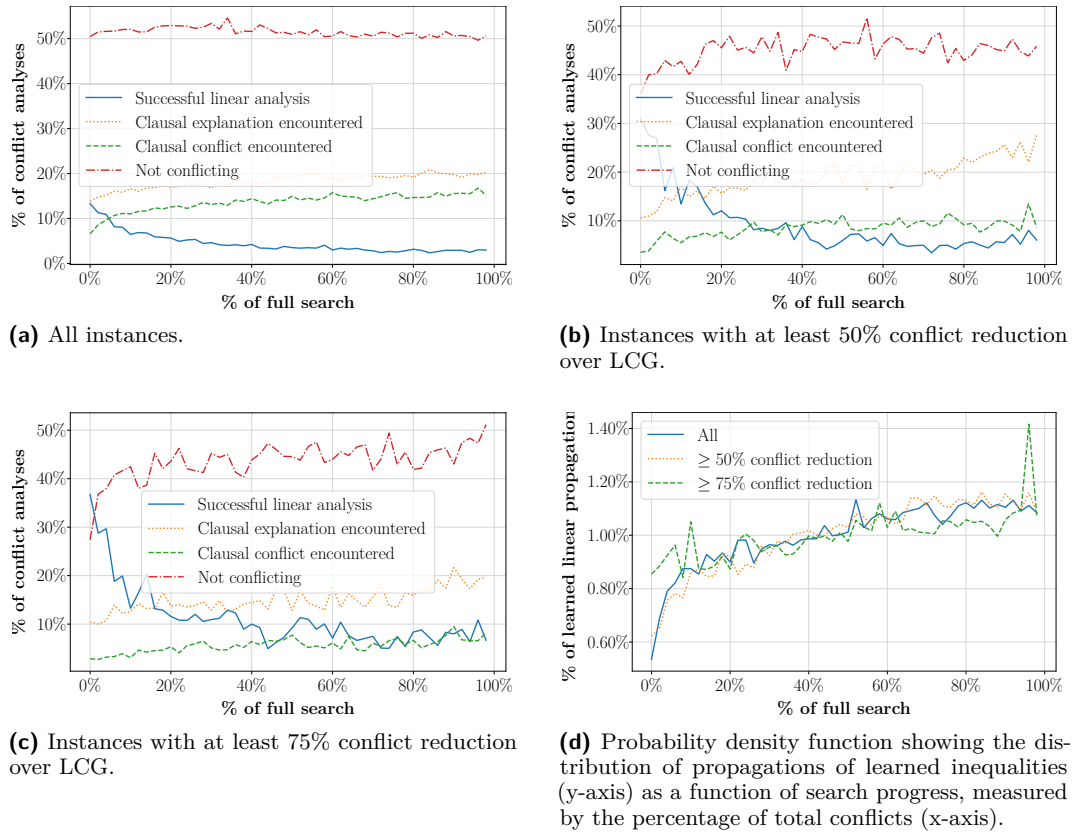 50%
40%
30%
20%
10%
0%
0%
20%
40%
60%
80%
100%
% of conflict analyses
% of full search
Successful linear analysis
Clausal explanation encountered
Clausal conflict encountered
Not conflicting
(a) All instances.
50%
40%
30%
20%
10%
0%
20%
40%
60%
80%
100%
% of conflict analyses
% of full search
Successful linear analysis
Clausal explanation encountered
Clausal conflict encountered
Not conflicting
(b) Instances with at least 50% conflict reduction
over LCG.
50%
40%
30%
20%
10%
0%
20%
40%
60%
80%
100%
% of conflict analyses
% of full search
Successful linear analysis
Clausal explanation encountered
Clausal conflict encountered
Not conflicting
(c) Instances with at least 75% conflict reduction
over LCG.
1.40%
1.20%
1.00%
0.80%
0.60%
0%
20%
40%
60%
80%
100%
% of learned linear propagation
% of full search
All
≥ 50% conflict reduction
≥ 75% conflict reduction
(d) Probability density function showing the dis-
tribution of propagations of learned inequalities
(y-axis) as a function of search progress, measured
by the percentage of total conflicts (x-axis).